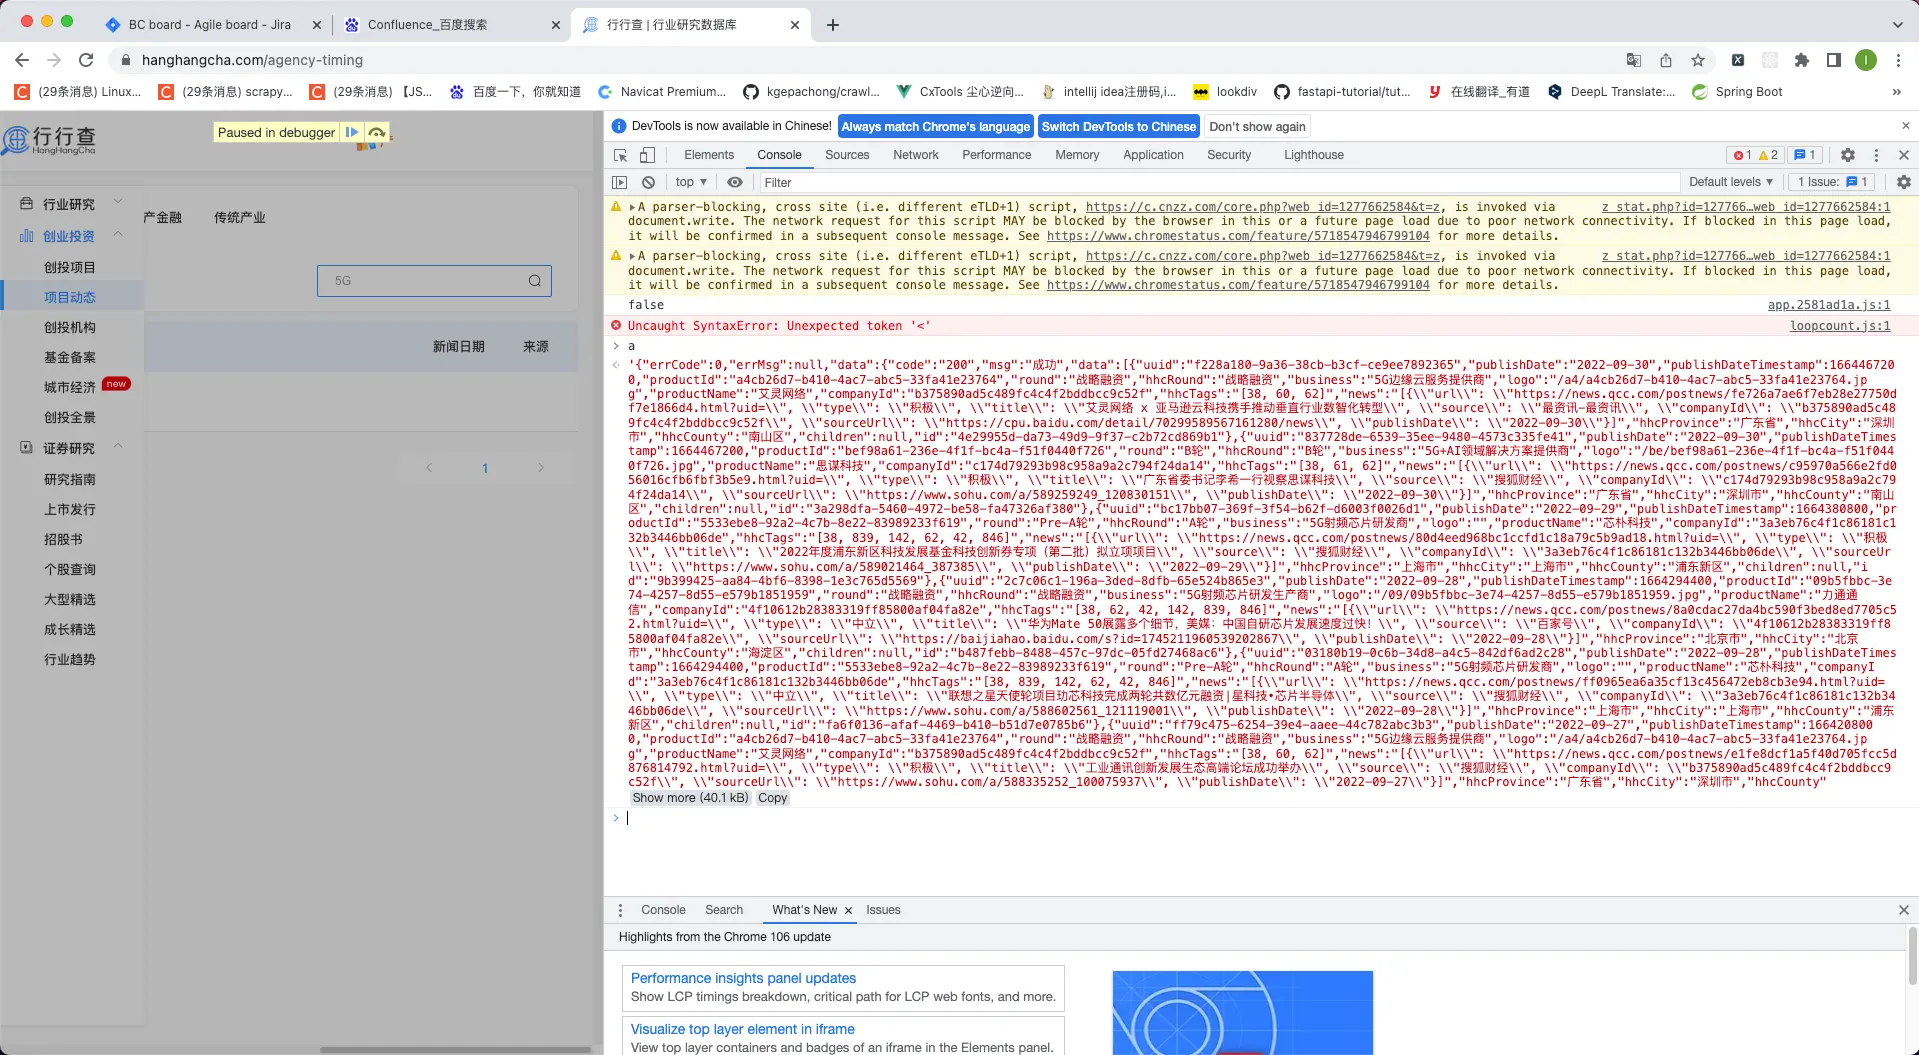 BC board - Agile board - Jira
Confluence_百度搜索
行行查 | 行业研究数据库
hanghangcha.com/agency-timing
(29条消息) Linux...
(29条消息) scrapy...
(29条消息) 【JS...
百度一下，你就知道
Navicat Premium...
kgepachong/crawl...
CxTools 尘心逆向...
intellij idea注册码,i...
lookdiv
fastapi-tutorial/tut...
在线翻译_有道
DeepL Translate:...
Spring Boot
»
行行查
HangHangCha
Paused in debugger
行业研究
创业投资
创投项目
项目动态
创投机构
基金备案
城市经济 new
创投全景
证券研究
研究指南
上市发行
招股书
个股查询
大型精选
成长精选
行业趋势
产金融 传统产业
5G
新闻日期 来源
1
DevTools is now available in Chinese! Always match Chrome's language Switch DevTools to Chinese Don't show again
Elements Console Sources Network Performance Memory Application Security Lighthouse 1 2 1
top Filter Default levels 1 Issue: 1
A parser-blocking, cross site (i.e. different eTLD+1) script, https://c.cnzz.com/core.php?web_id=1277662584&t=z, is invoked via z_stat.php?id=127766…web_id=1277662584:1
document.write. The network request for this script MAY be blocked by the browser in this or a future page load due to poor network connectivity. If blocked in this page load,
it will be confirmed in a subsequent console message. See https://www.chromestatus.com/feature/5718547946799104 for more details.
A parser-blocking, cross site (i.e. different eTLD+1) script, https://c.cnzz.com/core.php?web_id=1277662584&t=z, is invoked via z_stat.php?id=127766…web_id=1277662584:1
document.write. The network request for this script MAY be blocked by the browser in this or a future page load due to poor network connectivity. If blocked in this page load,
it will be confirmed in a subsequent console message. See https://www.chromestatus.com/feature/5718547946799104 for more details.
false app.2581ad1a.js:1
Uncaught SyntaxError: Unexpected token '<' loopcount.js:1
a
'{"errCode":0,"errMsg":null,"data":{"code":"200","msg":"成功","data":[{"uuid":"f228a180-9a36-38cb-b3cf-ce9ee7892365","publishDate":"2022-09-30","publishDateTimestamp":166446720
0,"productId":"a4cb26d7-b410-4ac7-abc5-33fa41e23764","round":"战略融资","hhcRound":"战略融资","business":"5G边缘云服务提供商","logo":"/a4/a4cb26d7-b410-4ac7-abc5-33fa41e23764.jp
g","productName":"艾灵网络","companyId":"b375890ad5c489fc4c4f2bddbcc9c52f","hhcTags":"[38, 60, 62]","news":"[{\\"url\\": \\"https://news.qcc.com/postnews/fe726a7ae6f7eb28e27750d
f7e1866d4.html?uid=\\", \\"type\\": \\"积极\\", \\"title\\": \\"艾灵网络 x 亚马逊云科技携手推动垂直行业数智化转型\\", \\"source\\": \\"最资讯-最资讯\\", \\"companyId\\": \\"b375890ad5c48
9fc4c4f2bddbcc9c52f\\", \\"sourceUrl\\": \\"https://cpu.baidu.com/detail/70299589567161280/news\\", \\"publishDate\\": \\"2022-09-30\\"}]","hhcProvince":"广东省","hhcCity":"深圳
市","hhcCounty":"南山区","children":null,"id":"4e29955d-da73-49d9-9f37-c2b72cd869b1"},{"uuid":"837728de-6539-35ee-9480-4573c335fe41","publishDate":"2022-09-30","publishDateTimes
tamp":1664467200,"productId":"bef98a61-236e-4f1f-bc4a-f51f0440f726","round":"B轮","hhcRound":"B轮","business":"5G+AI领域解决方案提供商","logo":"/be/bef98a61-236e-4f1f-bc4a-f51f044
0f726.jpg","productName":"思谋科技","companyId":"c174d79293b98c958a9a2c794f24da14","hhcTags":"[38, 61, 62]","news":"[{\\"url\\": \\"https://news.qcc.com/postnews/c95970a566e2fd0
56016cfb6fbf3b5e9.html?uid=\\", \\"type\\": \\"积极\\", \\"title\\": \\"广东省委书记李希一行视察思谋科技\\", \\"source\\": \\"搜狐财经\\", \\"companyId\\": \\"c174d79293b98c958a9a2c79
4f24da14\\", \\"sourceUrl\\": \\"https://www.sohu.com/a/589259249_120830151\\", \\"publishDate\\": \\"2022-09-30\\"}]","hhcProvince":"广东省","hhcCity":"深圳市","hhcCounty":"南山
区","children":null,"id":"3a298dfa-5460-4972-be58-fa47326af380"},{"uuid":"bc17bb07-369f-3f54-b62f-d6003f0026d1","publishDate":"2022-09-29","publishDateTimestamp":1664380800,"pr
oductId":"5533ebe8-92a2-4c7b-8e22-83989233f619","round":"Pre-A轮","hhcRound":"A轮","business":"5G射频芯片研发商","logo":"","productName":"芯朴科技","companyId":"3a3eb76c4f1c86181c1
32b3446bb06de","hhcTags":"[38, 839, 142, 62, 42, 846]","news":"[{\\"url\\": \\"https://news.qcc.com/postnews/80d4eed968bc1ccfd1c18a79c5b9ad18.html?uid=\\", \\"type\\": \\"积极
\\", \\"title\\": \\"2022年度浦东新区科技发展基金科技创新券专项（第二批）拟立项项目\\", \\"source\\": \\"搜狐财经\\", \\"companyId\\": \\"3a3eb76c4f1c86181c132b3446bb06de\\", \\"sourceUr
l\\": \\"https://www.sohu.com/a/589021464_387385\\", \\"publishDate\\": \\"2022-09-29\\"}]","hhcProvince":"上海市","hhcCity":"上海市","hhcCounty":"浦东新区","children":null,"i
d":"9b399425-aa84-4bf6-8398-1e3c765d5569"},{"uuid":"2c7c06c1-196a-3ded-8dfb-65e524b865e3","publishDate":"2022-09-28","publishDateTimestamp":1664294400,"productId":"09b5fbbc-3e
74-4257-8d55-e579b1851959","round":"战略融资","hhcRound":"战略融资","business":"5G射频芯片研发生产商","logo":"/09/09b5fbbc-3e74-4257-8d55-e579b1851959.jpg","productName":"力通通
信","companyId":"4f10612b28383319ff85800af04fa82e","hhcTags":"[38, 62, 42, 142, 839, 846]","news":"[{\\"url\\": \\"https://news.qcc.com/postnews/8a0cdac27da4bc590f3bed8ed7705c5
2.html?uid=\\", \\"type\\": \\"中立\\", \\"title\\": \\"华为Mate 50展露多个细节，美媒：中国自研芯片发展速度过快！\\", \\"source\\": \\"百家号\\", \\"companyId\\": \\"4f10612b28383319ff8
5800af04fa82e\\", \\"sourceUrl\\": \\"https://baijiahao.baidu.com/s?id=1745211960539202867\\", \\"publishDate\\": \\"2022-09-28\\"}]","hhcProvince":"北京市","hhcCity":"北京
市","hhcCounty":"海淀区","children":null,"id":"b487febb-8488-457c-97dc-05fd27468ac6"},{"uuid":"03180b19-0c6b-34d8-a4c5-842df6ad2c28","publishDate":"2022-09-28","publishDateTimes
tamp":1664294400,"productId":"5533ebe8-92a2-4c7b-8e22-83989233f619","round":"Pre-A轮","hhcRound":"A轮","business":"5G射频芯片研发商","logo":"","productName":"芯朴科技","companyI
d":"3a3eb76c4f1c86181c132b3446bb06de","hhcTags":"[38, 839, 142, 62, 42, 846]","news":"[{\\"url\\": \\"https://news.qcc.com/postnews/ff0965ea6a35cf13c456472eb8cb3e94.html?uid=
\\", \\"type\\": \\"中立\\", \\"title\\": \\"联想之星天使轮项目玏芯科技完成两轮共数亿元融资|星科技•芯片半导体\\", \\"source\\": \\"搜狐财经\\", \\"companyId\\": \\"3a3eb76c4f1c86181c132b3
446bb06de\\", \\"sourceUrl\\": \\"https://www.sohu.com/a/588602561_121119001\\", \\"publishDate\\": \\"2022-09-28\\"}]","hhcProvince":"上海市","hhcCity":"上海市","hhcCounty":"浦东
新区","children":null,"id":"fa6f0136-afaf-4469-b410-b51d7e0785b6"},{"uuid":"ff79c475-6254-39e4-aaee-44c782abc3b3","publishDate":"2022-09-27","publishDateTimestamp":166420800
0,"productId":"a4cb26d7-b410-4ac7-abc5-33fa41e23764","round":"战略融资","hhcRound":"战略融资","business":"5G边缘云服务提供商","logo":"/a4/a4cb26d7-b410-4ac7-abc5-33fa41e23764.jp
g","productName":"艾灵网络","companyId":"b375890ad5c489fc4c4f2bddbcc9c52f","hhcTags":"[38, 60, 62]","news":"[{\\"url\\": \\"https://news.qcc.com/postnews/e1fe8dcf1a5f40d705fcc5d
876814792.html?uid=\\", \\"type\\": \\"积极\\", \\"title\\": \\"工业通讯创新发展生态高端论坛成功举办\\", \\"source\\": \\"搜狐财经\\", \\"companyId\\": \\"b375890ad5c489fc4c4f2bddbcc9
c52f\\", \\"sourceUrl\\": \\"https://www.sohu.com/a/588335252_100075937\\", \\"publishDate\\": \\"2022-09-27\\"}]","hhcProvince":"广东省","hhcCity":"深圳市","hhcCounty"
Show more (40.1 kB) Copy
Console Search What's New Issues
Highlights from the Chrome 106 update
Performance insights panel updates
Show LCP timings breakdown, critical path for LCP web fonts, and more.
Visualize top layer element in iframe
View top layer containers and badges of an iframe in the Elements panel.